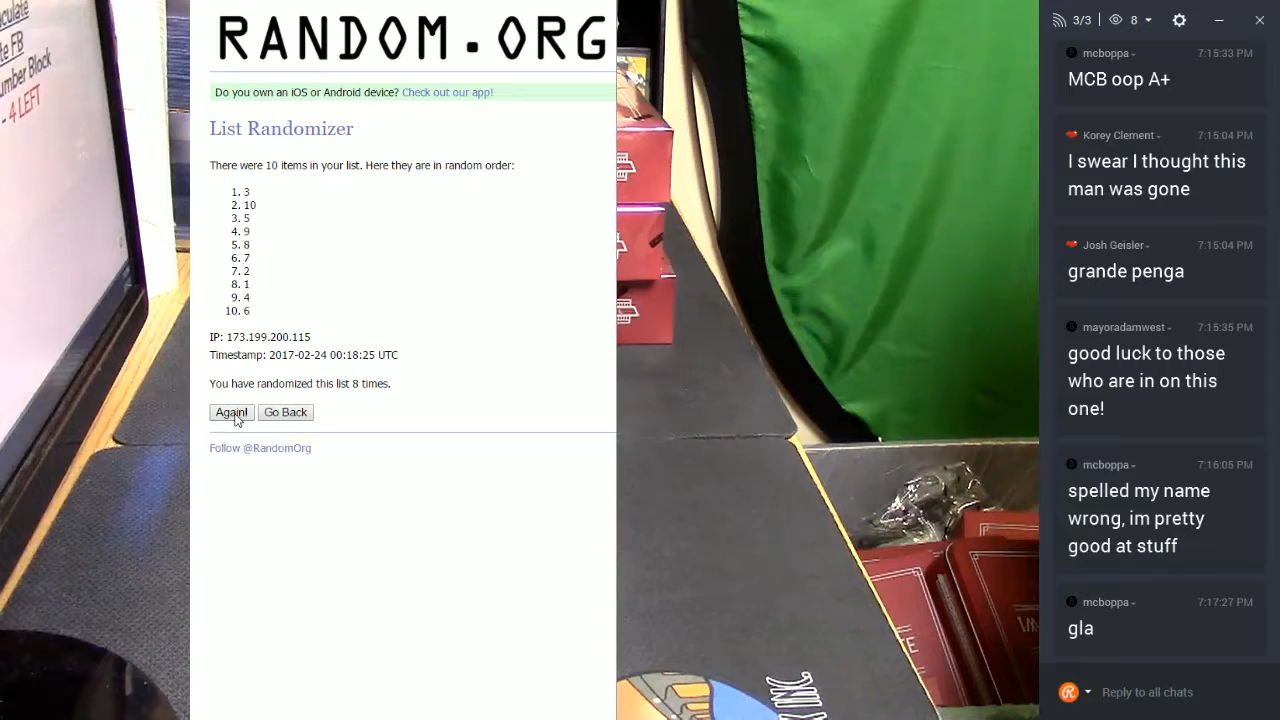 FB
Number Block
- 4 LEFT
RANDOM.ORG
Do you own an iOS or Android device? Check out our app!
List Randomizer
There were 10 items in your list. Here they are in random order:
1. 3
2. 10
3. 5
4. 9
5. 8
6. 7
7. 2
8. 1
9. 4
10. 6
IP: 173.199.200.115
Timestamp: 2017-02-24 00:18:25 UTC
You have randomized this list 8 times.
Again!
Go Back
Follow @RandomOrg
INC
3/3
8
mcboppa
7:15:33 PM
MCB oop A+
Korey Clement
7:15:04 PM
I swear I thought this
man was gone
Josh Geisler
7:15:04 PM
grande penga
mayoradamwest
7:15:35 PM
good luck to those
who are in on this
one!
mcboppa
7:16:05 PM
spelled my name
wrong, im pretty
good at stuff
mcboppa
7:17:27 PM
gla
Reply to all chats